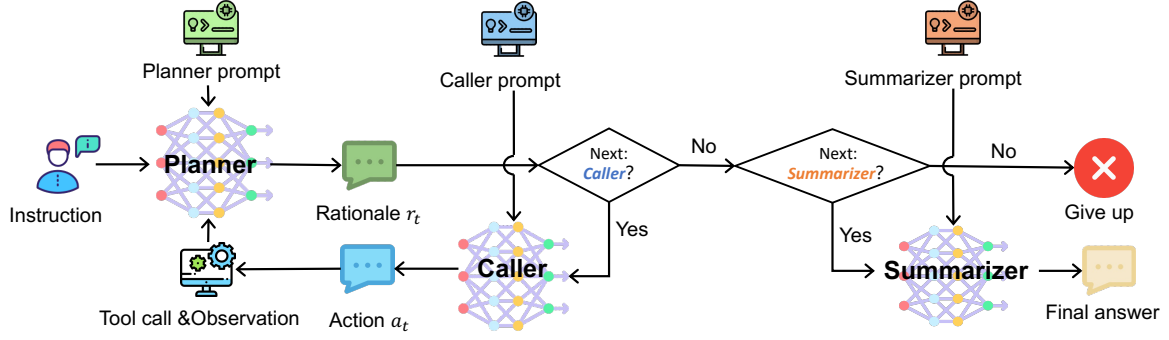 Planner prompt
Caller prompt
Summarizer prompt
Planner
Next:
Caller?
No
Next:
Summarizer?
No
Instruction
Rationale r_t
Give up
Yes
Yes
Caller
Summarizer
Tool call &Observation
Action a_t
Final answer